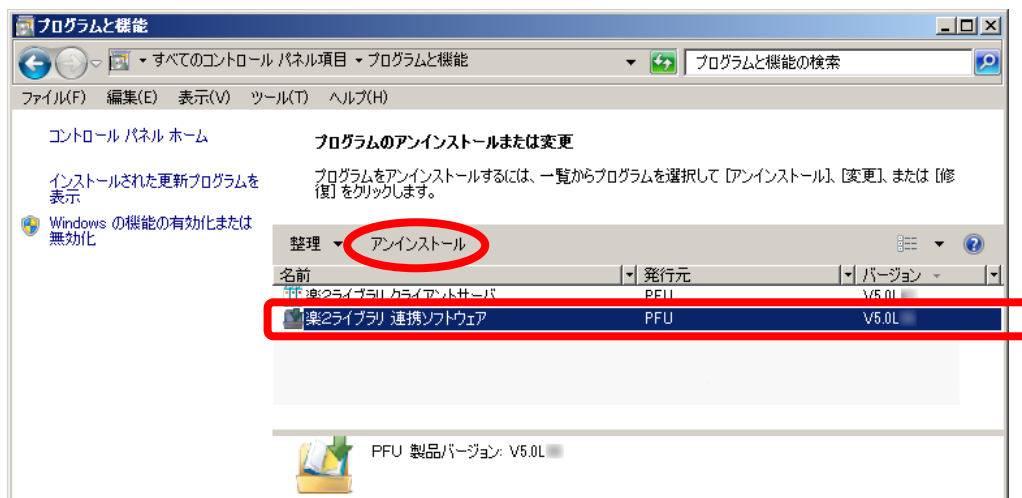 プログラムと機能
すべてのコントロール パネル項目 プログラムと機能
プログラムと機能の検索
ファイル(F) 編集(E) 表示(V) ツール(T) ヘルプ(H)
コントロール パネル ホーム
インストールされた更新プログラムを
表示
Windows の機能の有効化または
無効化
プログラムのアンインストールまたは変更
プログラムをアンインストールするには、一覧からプログラムを選択して [アンインストール]、[変更]、または [修
復] をクリックします。
整理 アンインストール
名前 発行元 バージョン
楽2ライブラリ クライアントサーバ PFU V5.0L
楽2ライブラリ 連携ソフトウェア PFU V5.0L
PFU 製品バージョン: V5.0L